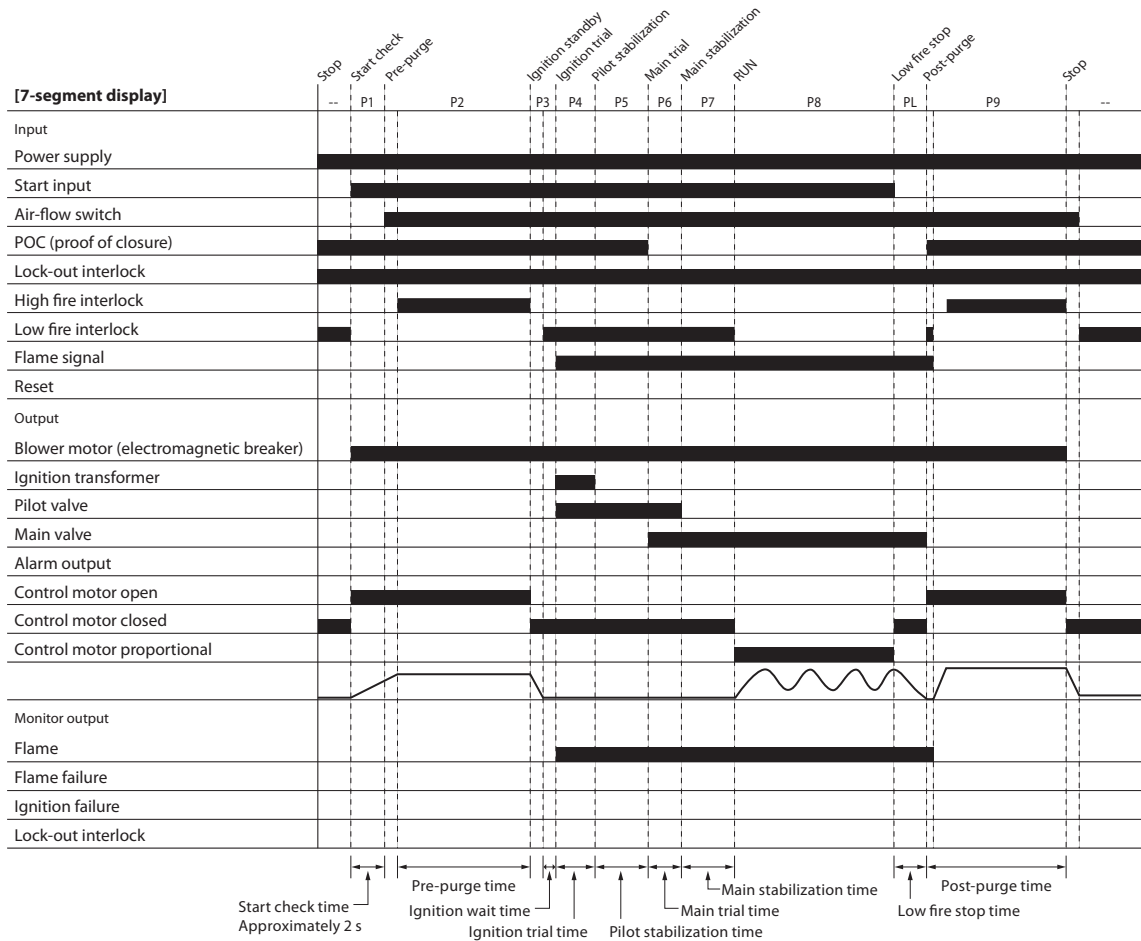 Stop
Start check
Pre-purge
Ignition standby
Ignition trial
Pilot stabilization
Main trial
Main stabilization
RUN
Low fire stop
Post-purge
Stop
[7-segment display]
-- P1 P2 P3 P4 P5 P6 P7 P8 PL P9 --
Input
Power supply
Start input
Air-flow switch
POC (proof of closure)
Lock-out interlock
High fire interlock
Low fire interlock
Flame signal
Reset
Output
Blower motor (electromagnetic breaker)
Ignition transformer
Pilot valve
Main valve
Alarm output
Control motor open
Control motor closed
Control motor proportional
Monitor output
Flame
Flame failure
Ignition failure
Lock-out interlock
Start check time
Approximately 2 s
Pre-purge time
Ignition wait time
Ignition trial time
Pilot stabilization time
Main trial time
Main stabilization time
Low fire stop time
Post-purge time